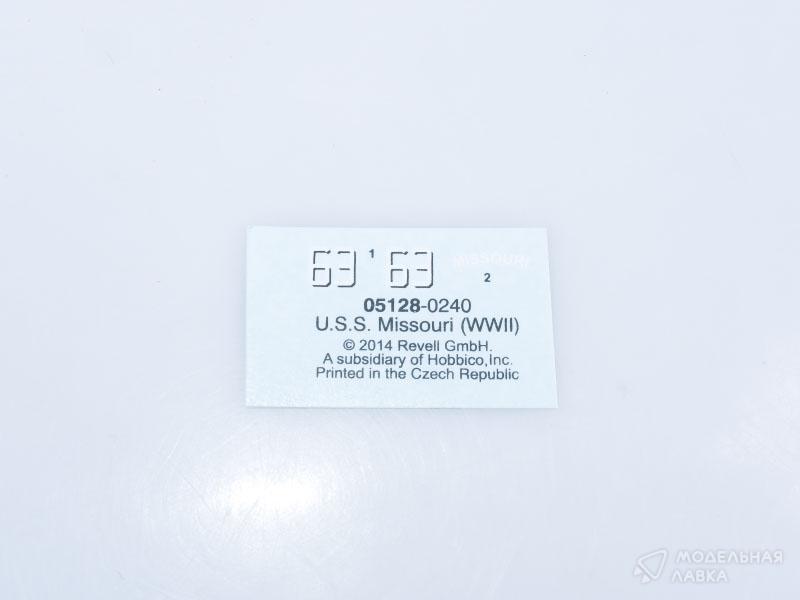 63 1 63 MISSOURI
2
05128-0240
U.S.S. Missouri (WWII)
© 2014 Revell GmbH.
A subsidiary of Hobbico,Inc.
Printed in the Czech Republic
МОДЕЛЬНАЯ
ЛАВКА